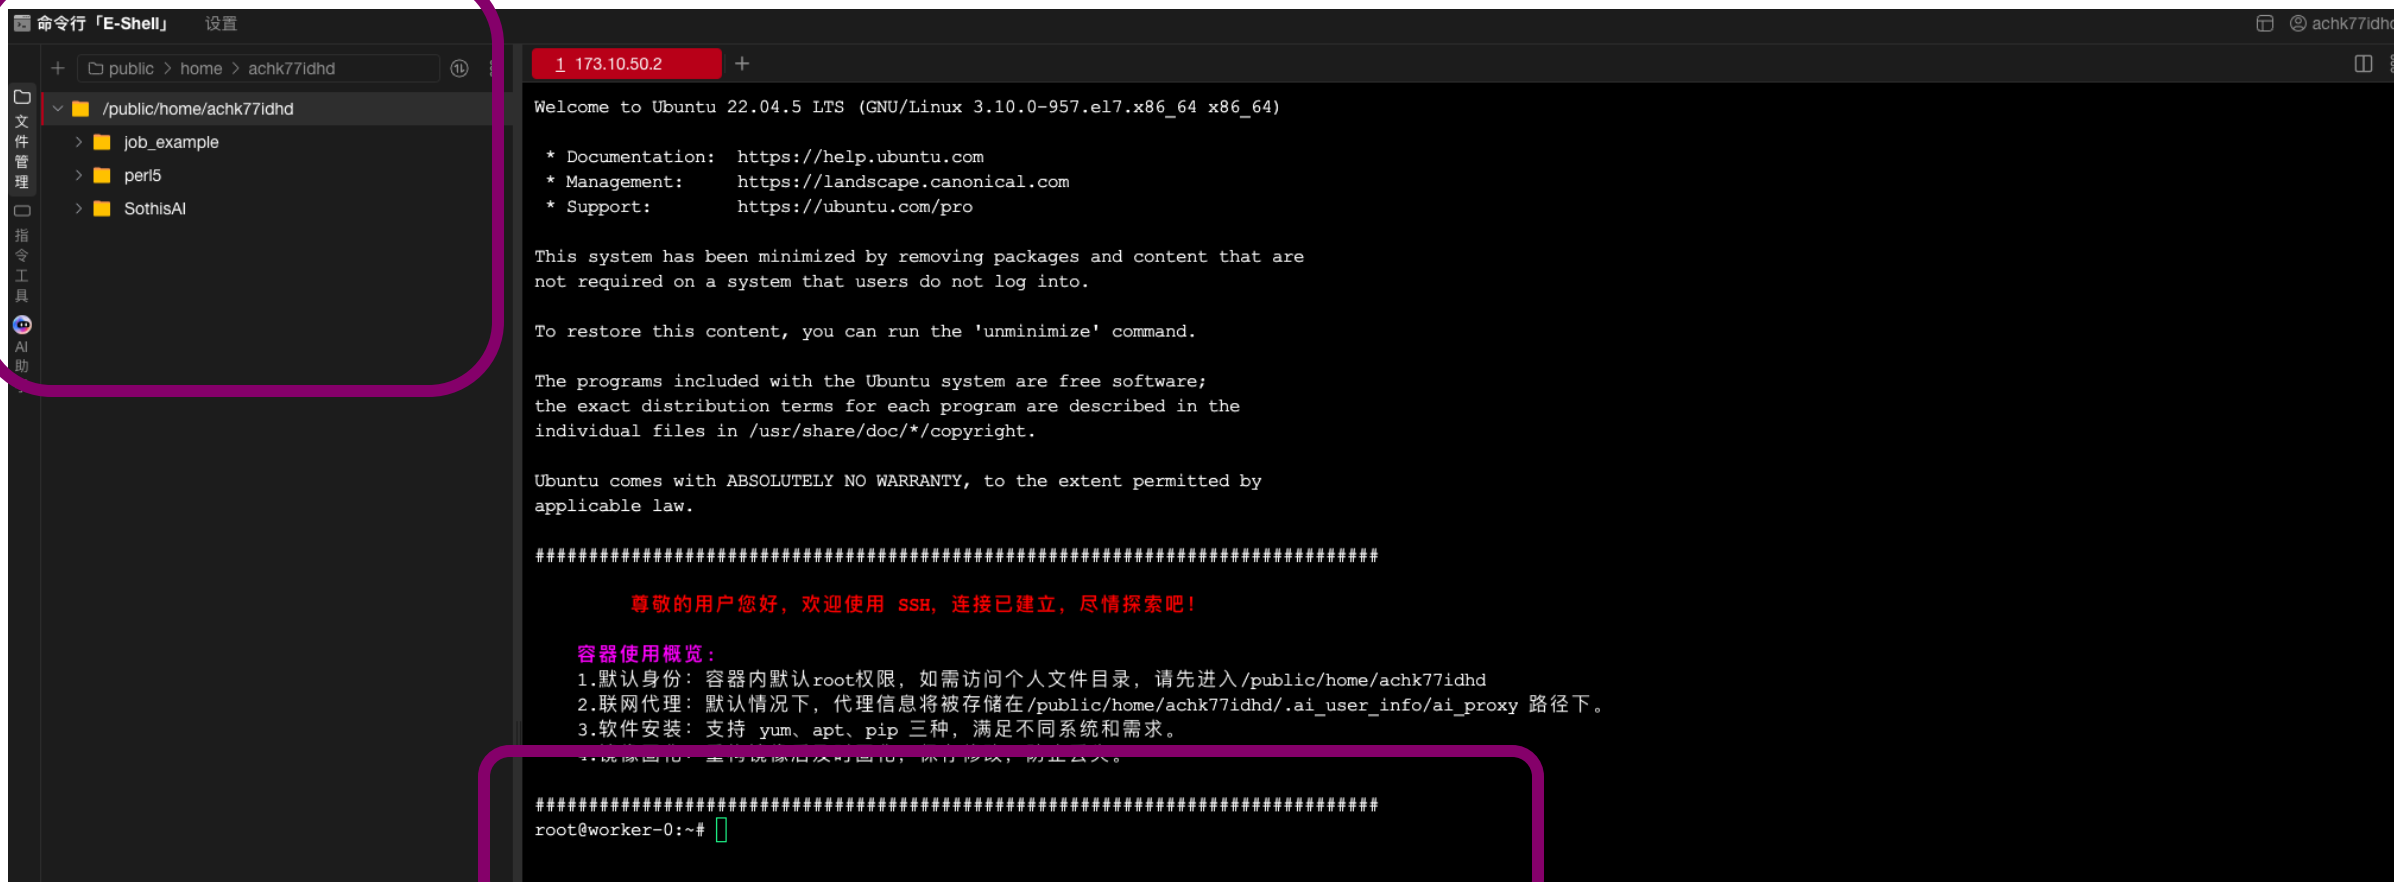 命令行「E-Shell」 设置
achk77idhd
public > home > achk77idhd
1 173.10.50.2
/public/home/achk77idhd
job_example
perl5
SothisAI
文件管理
指令工具
AI
助
Welcome to Ubuntu 22.04.5 LTS (GNU/Linux 3.10.0-957.el7.x86_64 x86_64)
* Documentation: https://help.ubuntu.com
* Management: https://landscape.canonical.com
* Support: https://ubuntu.com/pro
This system has been minimized by removing packages and content that are
not required on a system that users do not log into.
To restore this content, you can run the 'unminimize' command.
The programs included with the Ubuntu system are free software;
the exact distribution terms for each program are described in the
individual files in /usr/share/doc/*/copyright.
Ubuntu comes with ABSOLUTELY NO WARRANTY, to the extent permitted by
applicable law.
###############################################################################
尊敬的用户您好，欢迎使用 SSH，连接已建立，尽情探索吧！
容器使用概览：
1.默认身份：容器内默认root权限，如需访问个人文件目录，请先进入/public/home/achk77idhd
2.联网代理：默认情况下，代理信息将被存储在/public/home/achk77idhd/.ai_user_info/ai_proxy 路径下。
3.软件安装：支持 yum、apt、pip 三种，满足不同系统和需求。
###############################################################################
root@worker-0:~#